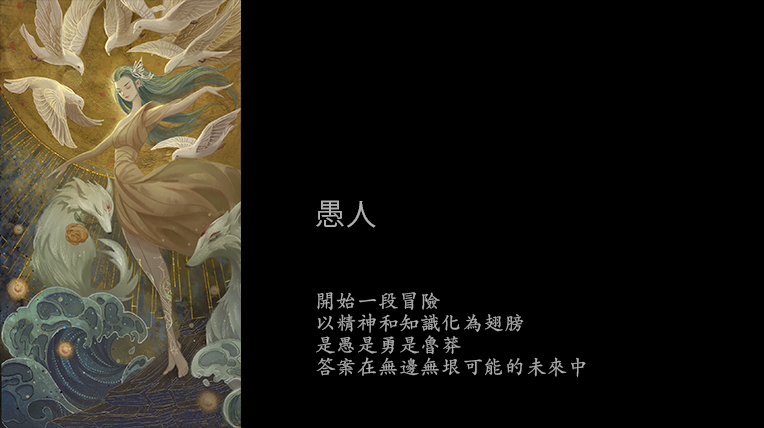 愚人
開始一段冒險
以精神和知識化為翅膀
是愚是勇是魯莽
答案在無邊無垠可能的未來中